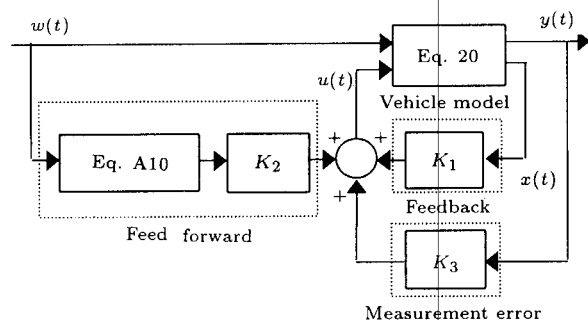 w(t)
y(t)
Eq. 20
u(t)
Vehicle model
+
+
Eq. A10
K2
K1
x(t)
+
Feedback
Feed forward
K3
Measurement error